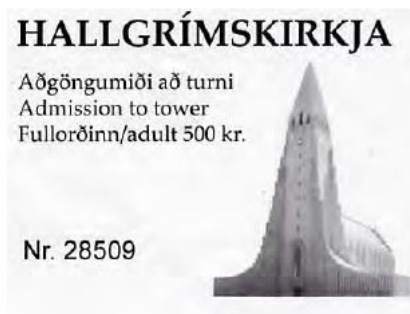 HALLGRÍMSKIRKJA
Aðgöngumiði að turni
Admission to tower
Fullorðinn/adult 500 kr.
Nr. 28509